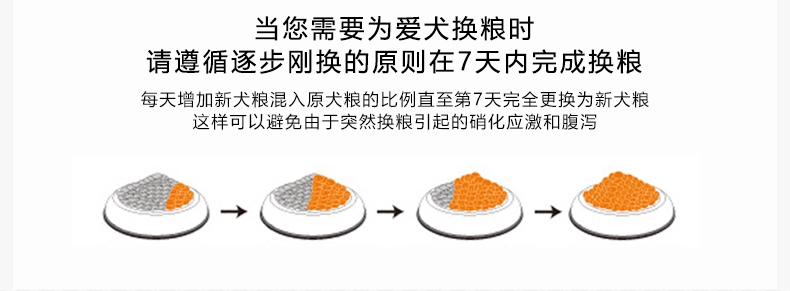 当您需要为爱犬换粮时
请遵循逐步刚换的原则在7天内完成换粮
每天增加新犬粮混入原犬粮的比例直至第7天完全更换为新犬粮
这样可以避免由于突然换粮引起的硝化应激和腹泻